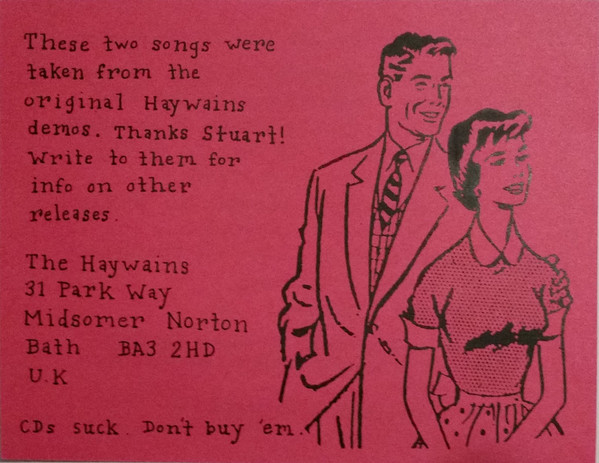 These two songs were
taken from the
original Haywains
demos. Thanks Stuart!
Write to them for
info on other
releases.
The Haywains
31 Park Way
Midsomer Norton
Bath BA3 2HD
U.K
CDs suck. Don't buy 'em.